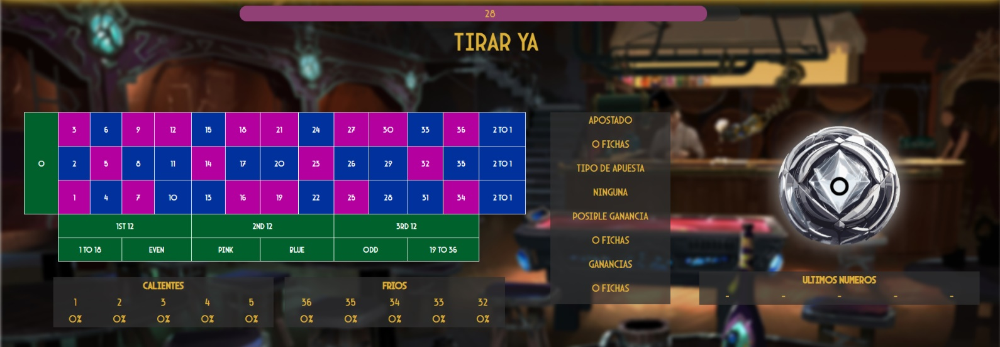 28
TIRAR YA
3 6 9 12 15 18 21 24 27 30 33 36 2 TO 1
0
2 5 8 11 14 17 20 23 26 29 32 35 2 TO 1
1 4 7 10 13 16 19 22 25 28 31 34 2 TO 1
1ST 12 2ND 12 3RD 12
1 TO 18 EVEN PINK BLUE ODD 19 TO 36
CALIENTES
1 2 3 4 5
0% 0% 0% 0% 0%
FRIOS
36 35 34 33 32
0% 0% 0% 0% 0%
APOSTADO
0 FICHAS
TIPO DE APUESTA
NINGUNA
POSIBLE GANANCIA
0 FICHAS
GANANCIAS
0 FICHAS
0
ULTIMOS NUMEROS
- - - - -